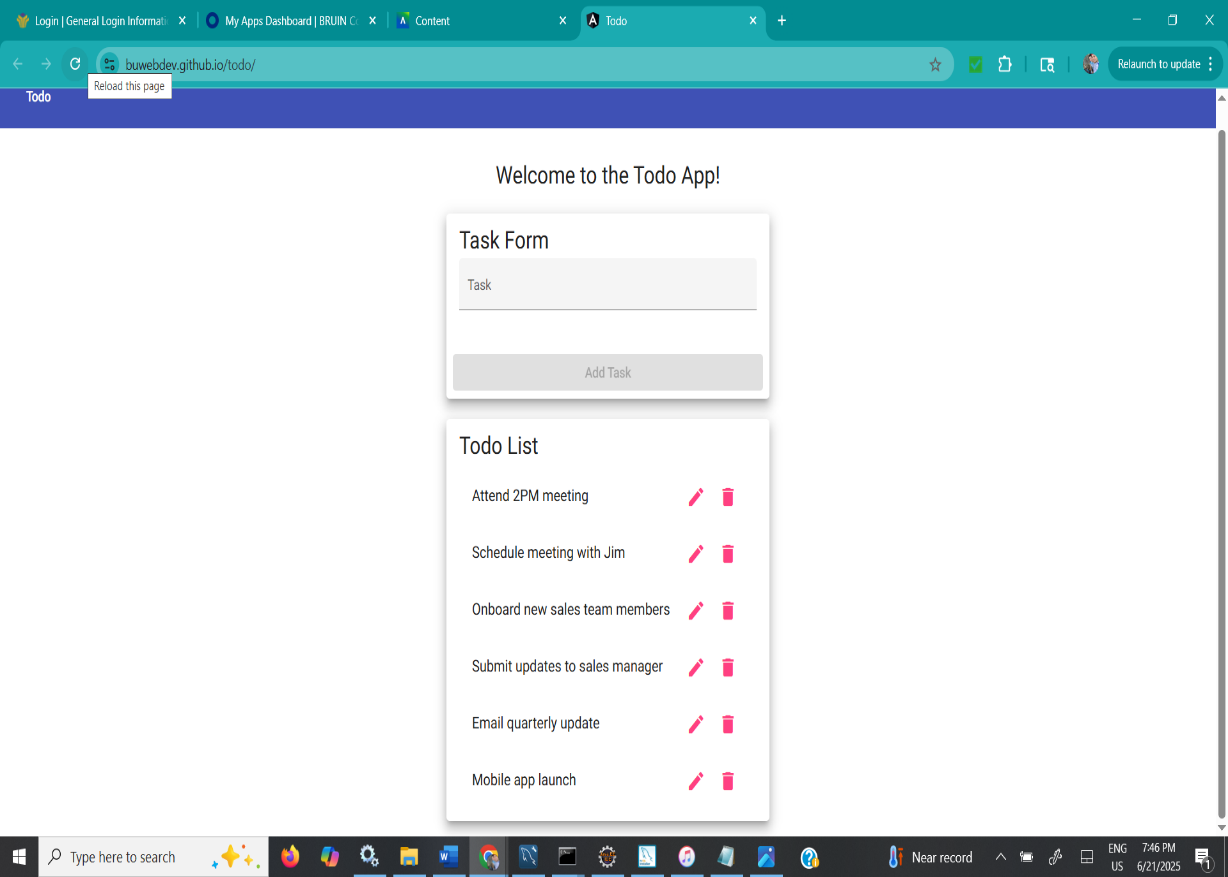 Login | General Login Informati
My Apps Dashboard | BRUIN C
Content
Todo
buwebdev.github.io/todo/
Relaunch to update
Reload this page
Todo
Welcome to the Todo App!
Task Form
Task
Add Task
Todo List
Attend 2PM meeting
Schedule meeting with Jim
Onboard new sales team members
Submit updates to sales manager
Email quarterly update
Mobile app launch
Type here to search
Near record
ENG
US
7:46 PM
6/21/2025
1